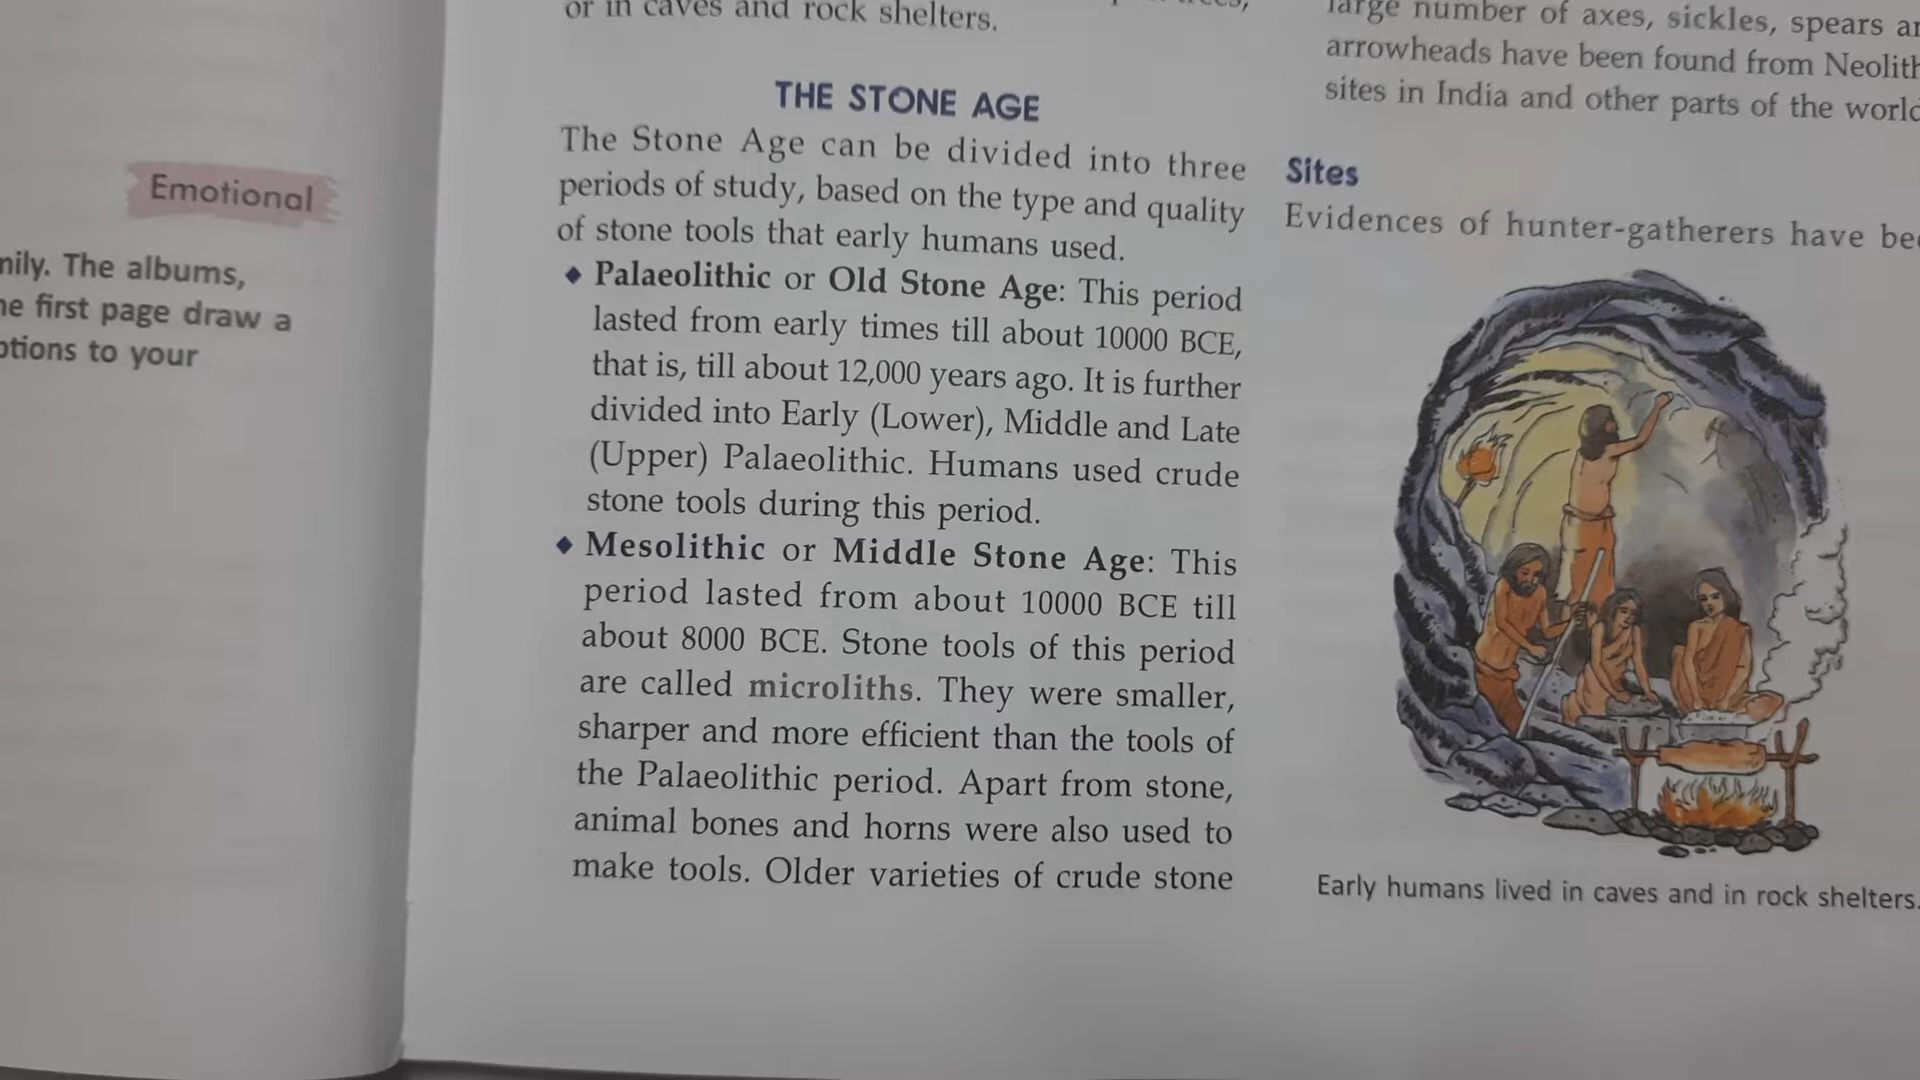 Emotional
mily. The albums,
he first page draw a
otions to your
or in caves and rock shelters.
THE STONE AGE
The Stone Age can be divided into three
periods of study, based on the type and quality
of stone tools that early humans used.
◆ Palaeolithic or Old Stone Age: This period
lasted from early times till about 10000 BCE,
that is, till about 12,000 years ago. It is further
divided into Early (Lower), Middle and Late
(Upper) Palaeolithic. Humans used crude
stone tools during this period.
◆ Mesolithic or Middle Stone Age: This
period lasted from about 10000 BCE till
about 8000 BCE. Stone tools of this period
are called microliths. They were smaller,
sharper and more efficient than the tools of
the Palaeolithic period. Apart from stone,
animal bones and horns were also used to
make tools. Older varieties of crude stone
large number of axes, sickles, spears
arrowheads have been found from Neolith
sites in India and other parts of the world
Sites
Evidences of hunter-gatherers have
Early humans lived in caves and in rock shelters.